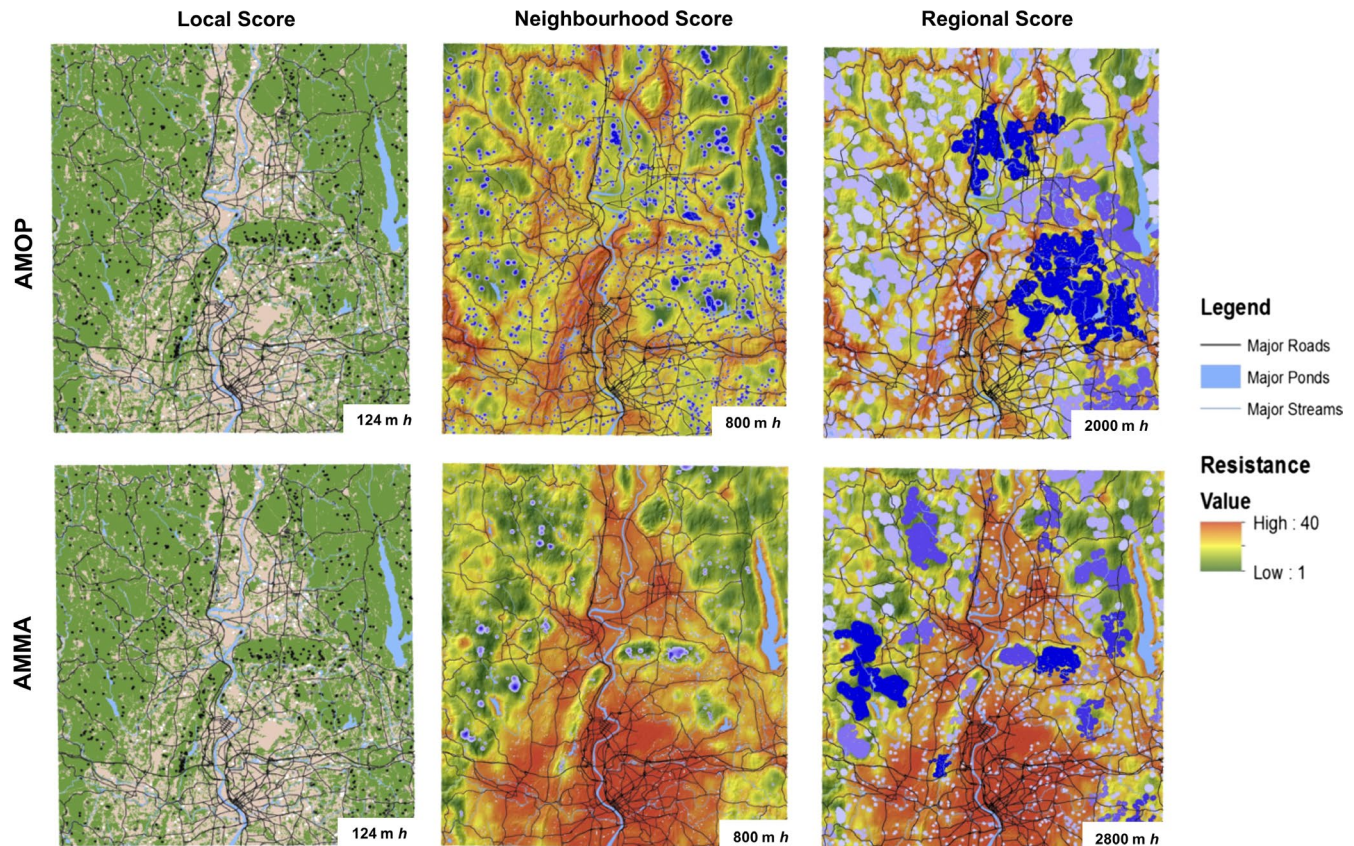 Local Score
Neighbourhood Score
Regional Score
AMOP
124 m h
800 m h
2000 m h
AMMA
124 m h
800 m h
2800 m h
Legend
Major Roads
Major Ponds
Major Streams
Resistance
Value
High : 40
Low : 1